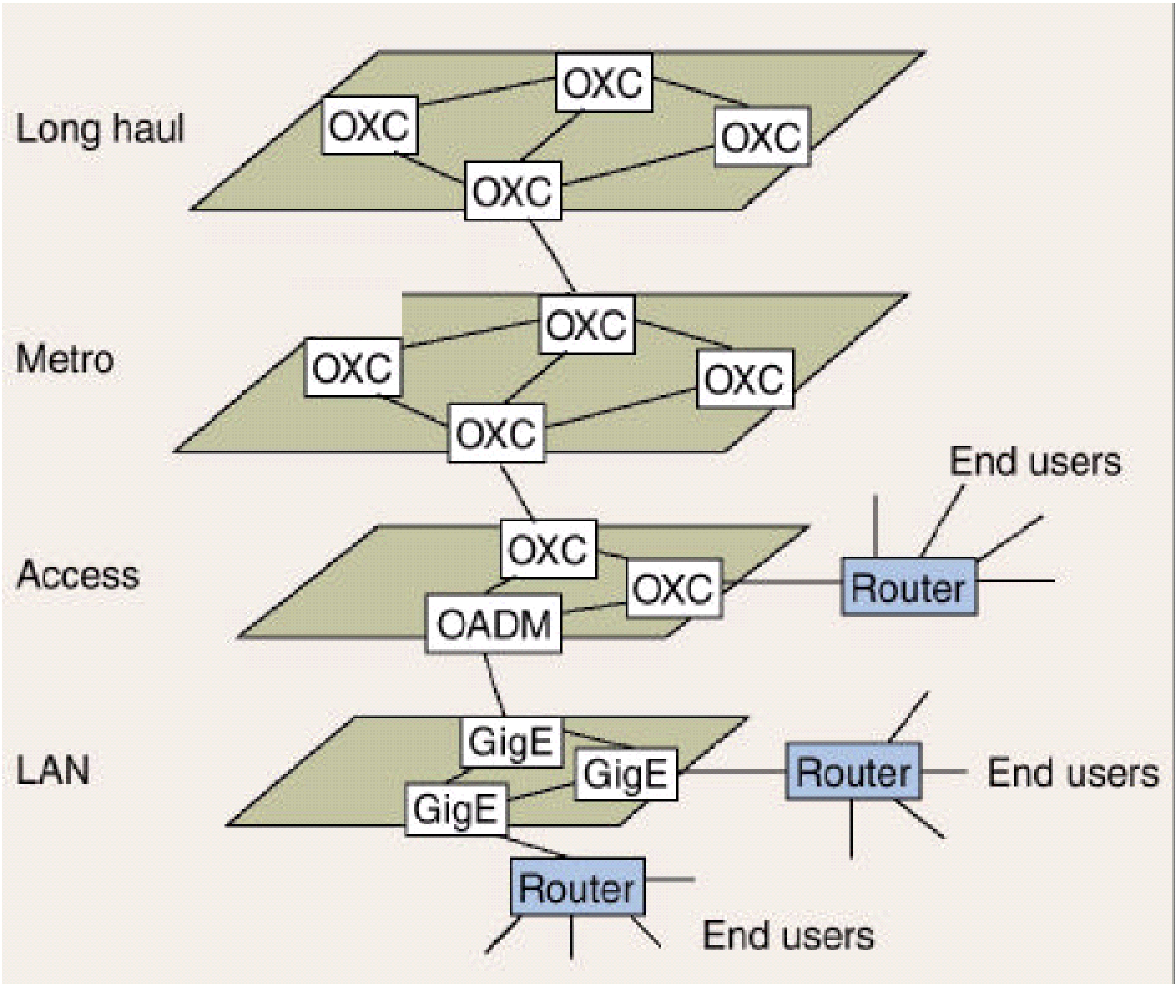 Long haul
OXC
OXC
OXC
OXC
Metro
OXC
OXC
OXC
OXC
Access
OXC
OXC
OADM
Router
End users
LAN
GigE
GigE
GigE
Router
End users
Router
End users